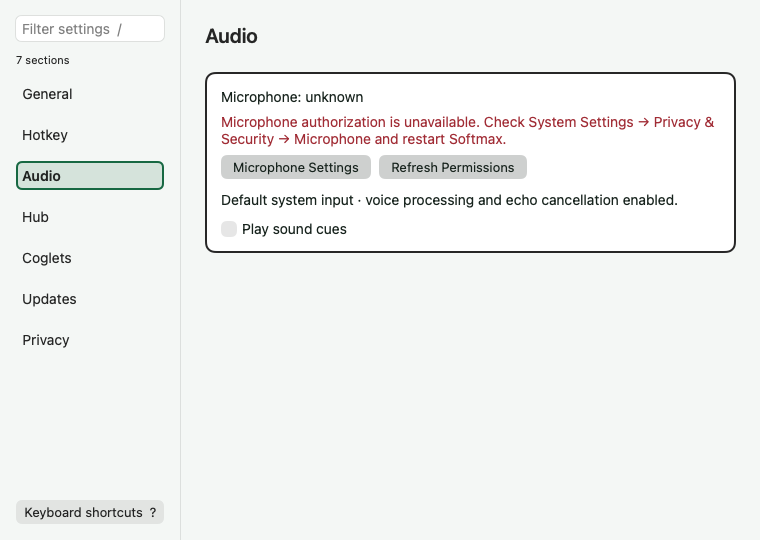 Filter settings /
7 sections
General
Hotkey
Audio
Hub
Coglets
Updates
Privacy
Keyboard shortcuts ?
Audio
Microphone: unknown
Microphone authorization is unavailable. Check System Settings → Privacy &
Security → Microphone and restart Softmax.
Microphone Settings Refresh Permissions
Default system input · voice processing and echo cancellation enabled.
Play sound cues